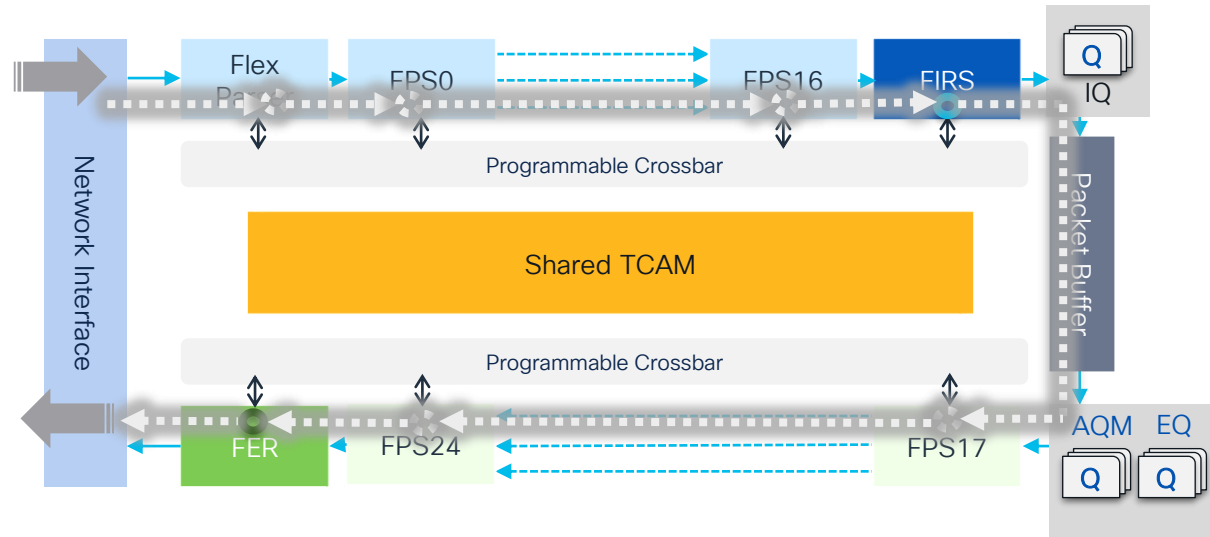 Flex
Parser
FPS0
FPS16
FIRS
Q
IQ
Programmable Crossbar
Network Interface
Packet Buffer
Shared TCAM
Programmable Crossbar
FER
FPS24
FPS17
AQM EQ
Q Q